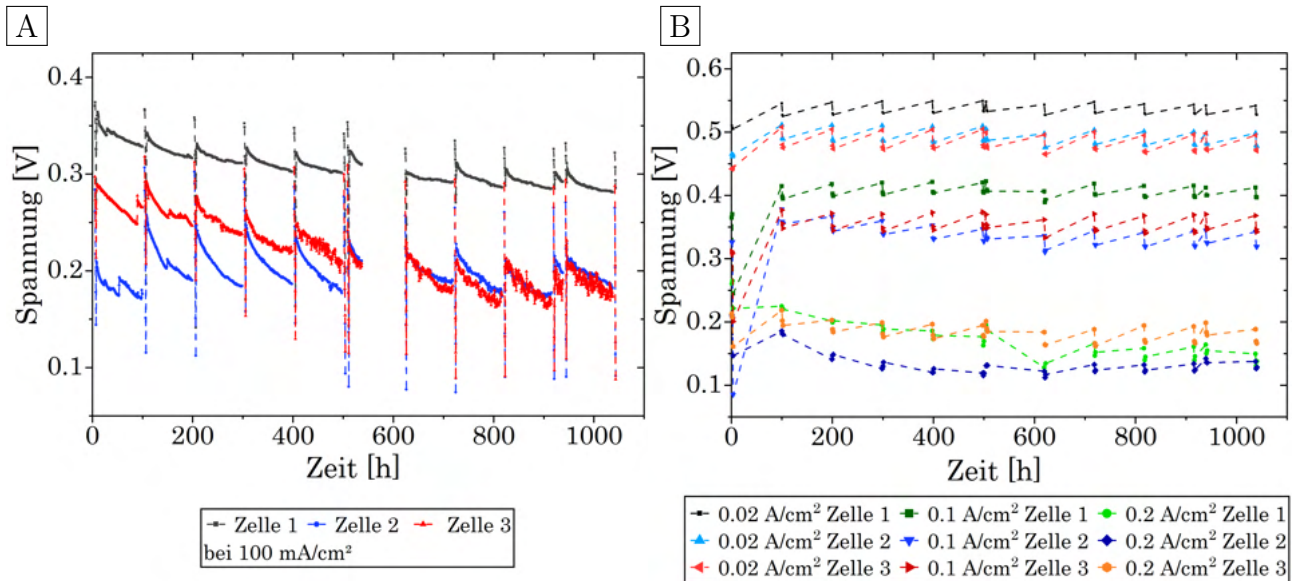 A
B
0.4
0.3
0.2
0.1
Spannung [V]
0 200 400 600 800 1000
Zeit [h]
Zelle 1 Zelle 2 Zelle 3
bei 100 mA/cm²
0.6
0.5
0.4
0.3
0.2
0.1
Spannung [V]
0 200 400 600 800 1000
Zeit [h]
0.02 A/cm² Zelle 1 0.1 A/cm² Zelle 1 0.2 A/cm² Zelle 1
0.02 A/cm² Zelle 2 0.1 A/cm² Zelle 2 0.2 A/cm² Zelle 2
0.02 A/cm² Zelle 3 0.1 A/cm² Zelle 3 0.2 A/cm² Zelle 3